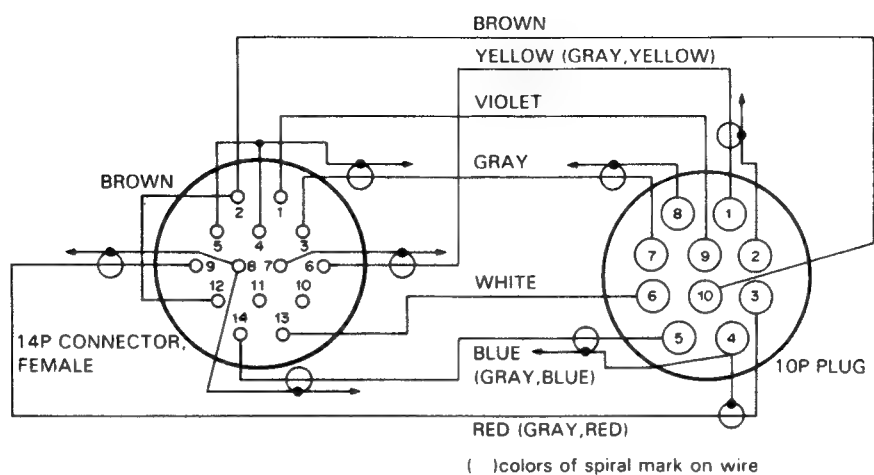 BROWN
YELLOW (GRAY,YELLOW)
VIOLET
GRAY
BROWN
2
1
5
4
3
9
8
7
6
12
11
10
14
13
8
1
7
9
2
6
10
3
5
4
WHITE
14P CONNECTOR,
FEMALE
BLUE
(GRAY,BLUE)
10P PLUG
RED (GRAY,RED)
( )colors of spiral mark on wire